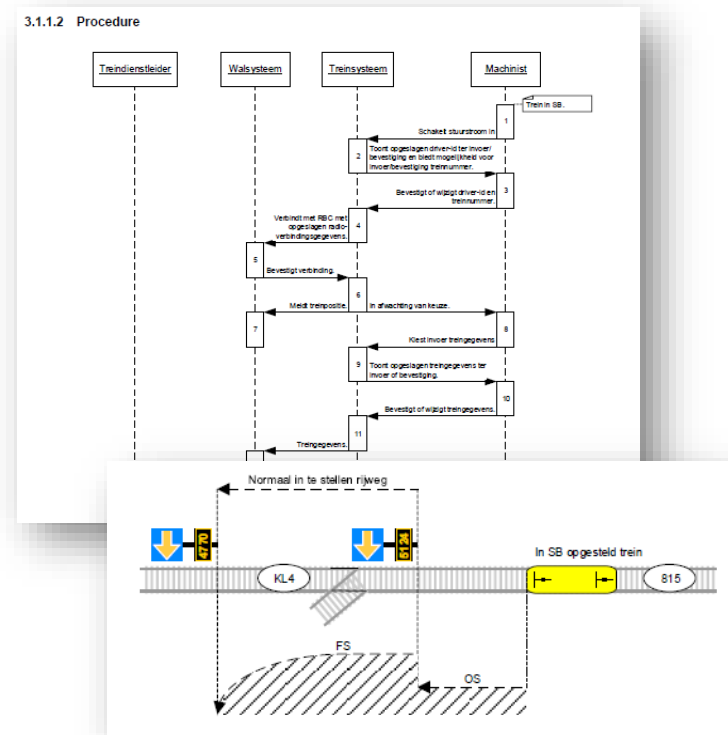 3.1.1.2 Procedure
Treindienstleider
Walsysteem
Treinsysteem
Machinist
Trein in SB.
1
Schakelt stuurstroom in
2
Toont opgeslagen driver-id ter invoer/
bevestiging en biedt mogelijkheid voor
invoer/bevestiging treinnummer.
3
Bevestigt of wijzigt driver-id en
treinnummer.
4
Verbindt met RBC met
opgeslagen radio-
verbindingsgegevens.
5
Bevestigt verbinding.
6
Meldt treinpositie.
In afwachting van keuze.
7
8
Kiest invoer treingegevens
9
Toont opgeslagen treingegevens ter
invoer of bevestiging.
10
Bevestigt of wijzigt treingegevens.
11
Treingegevens.
Normaal in te stellen rijweg
4770
5124
In SB opgesteld trein
KL4
815
FS
OS